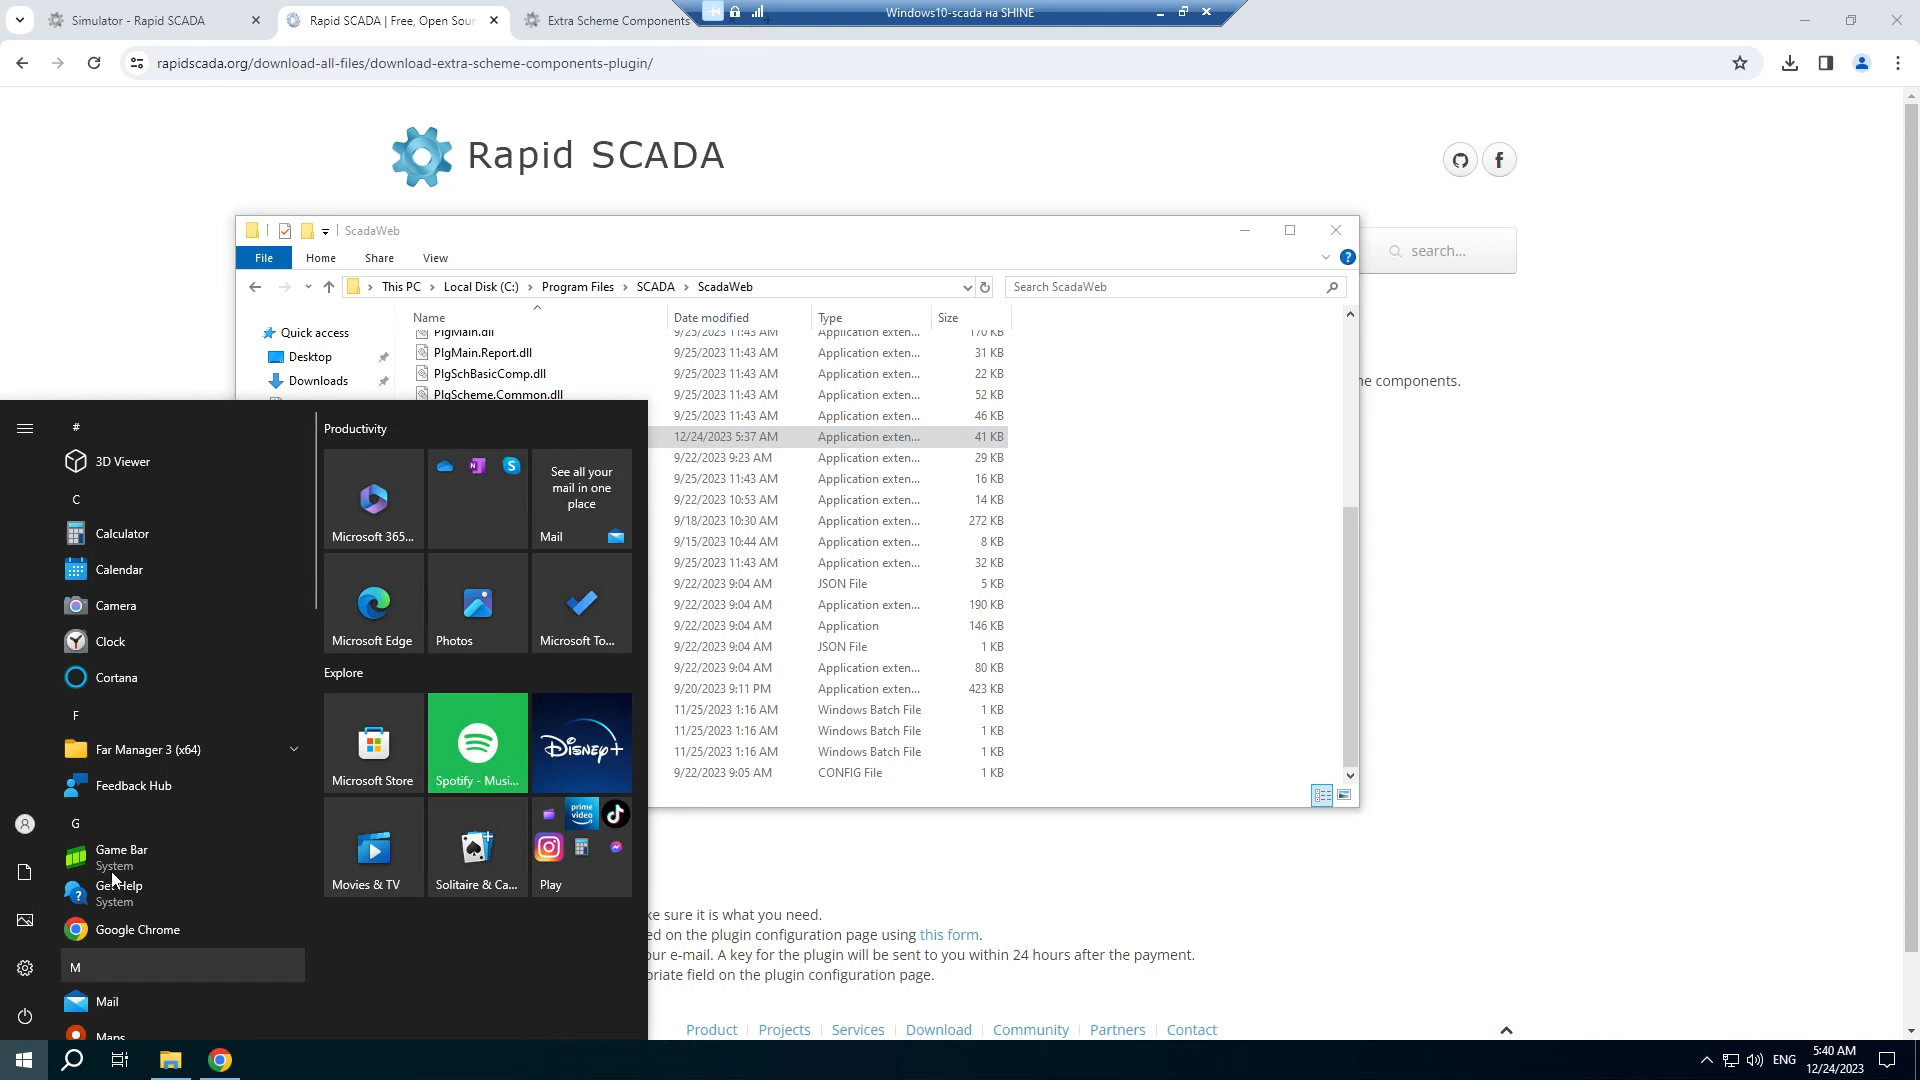 Simulator - Rapid SCADA
Rapid SCADA | Free, Open Sour
Extra Scheme Components
Windows10-scada на SHINE
rapidscada.org/download-all-files/download-extra-scheme-components-plugin/
Rapid SCADA
search...
ScadaWeb
File
Home
Share
View
This PC
Local Disk (C:)
Program Files
SCADA
ScadaWeb
Search ScadaWeb
Name
Date modified
Type
Size
Quick access
Desktop
Downloads
PlgMain.dll 9/25/2023 11:43 AM Application exten... 170 KB
PlgMain.Report.dll 9/25/2023 11:43 AM Application exten... 31 KB
PlgSchBasicComp.dll 9/25/2023 11:43 AM Application exten... 22 KB
PlgScheme.Common.dll 9/25/2023 11:43 AM Application exten... 52 KB
9/25/2023 11:43 AM Application exten... 46 KB
12/24/2023 5:37 AM Application exten... 41 KB
9/22/2023 9:23 AM Application exten... 29 KB
9/25/2023 11:43 AM Application exten... 16 KB
9/22/2023 10:53 AM Application exten... 14 KB
9/18/2023 10:30 AM Application exten... 272 KB
9/15/2023 10:44 AM Application exten... 8 KB
9/25/2023 11:43 AM Application exten... 32 KB
9/22/2023 9:04 AM JSON File 5 KB
9/22/2023 9:04 AM Application exten... 190 KB
9/22/2023 9:04 AM Application 146 KB
9/22/2023 9:04 AM JSON File 1 KB
9/22/2023 9:04 AM Application exten... 80 KB
9/20/2023 9:11 PM Application exten... 423 KB
11/25/2023 1:16 AM Windows Batch File 1 KB
11/25/2023 1:16 AM Windows Batch File 1 KB
11/25/2023 1:16 AM Windows Batch File 1 KB
9/22/2023 9:05 AM CONFIG File 1 KB
ne components.
#
3D Viewer
C
Calculator
Calendar
Camera
Clock
Cortana
F
Far Manager 3 (x64)
Feedback Hub
G
Game Bar
System
Get Help
System
Google Chrome
M
Mail
Maps
Productivity
Microsoft 365...
See all your
mail in one
place
Mail
Microsoft Edge
Photos
Microsoft To...
Explore
Microsoft Store
Spotify - Musi...
Disney+
Movies & TV
Solitaire & Ca...
prime
video
Play
ke sure it is what you need.
ed on the plugin configuration page using this form.
our e-mail. A key for the plugin will be sent to you within 24 hours after the payment.
priate field on the plugin configuration page.
Product
Projects
Services
Download
Community
Partners
Contact
ENG
5:40 AM
12/24/2023